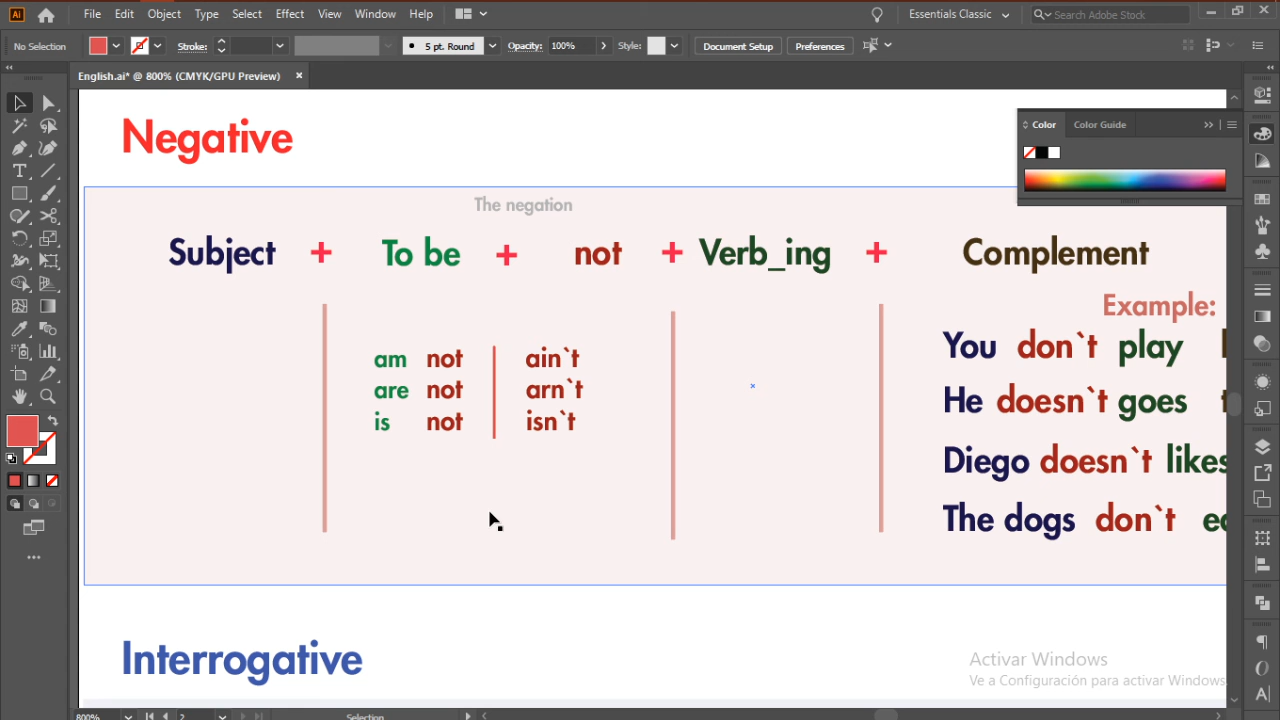 Ai File Edit Object Type Select Effect View Window Help Essentials Classic Search Adobe Stock
No Selection Stroke: 5 pt. Round Opacity: 100% Style: Document Setup Preferences
English.ai* @ 800% (CMYK/GPU Preview)
Negative
Color Color Guide
The negation
Subject + To be + not + Verb_ing + Complement
Example:
You don`t play
am not ain`t
are not arn`t
He doesn`t goes
is not isn`t
Diego doesn`t likes
The dogs don`t
Interrogative
Activar Windows
Ve a Configuración para activar Windows
800% 2 Selection